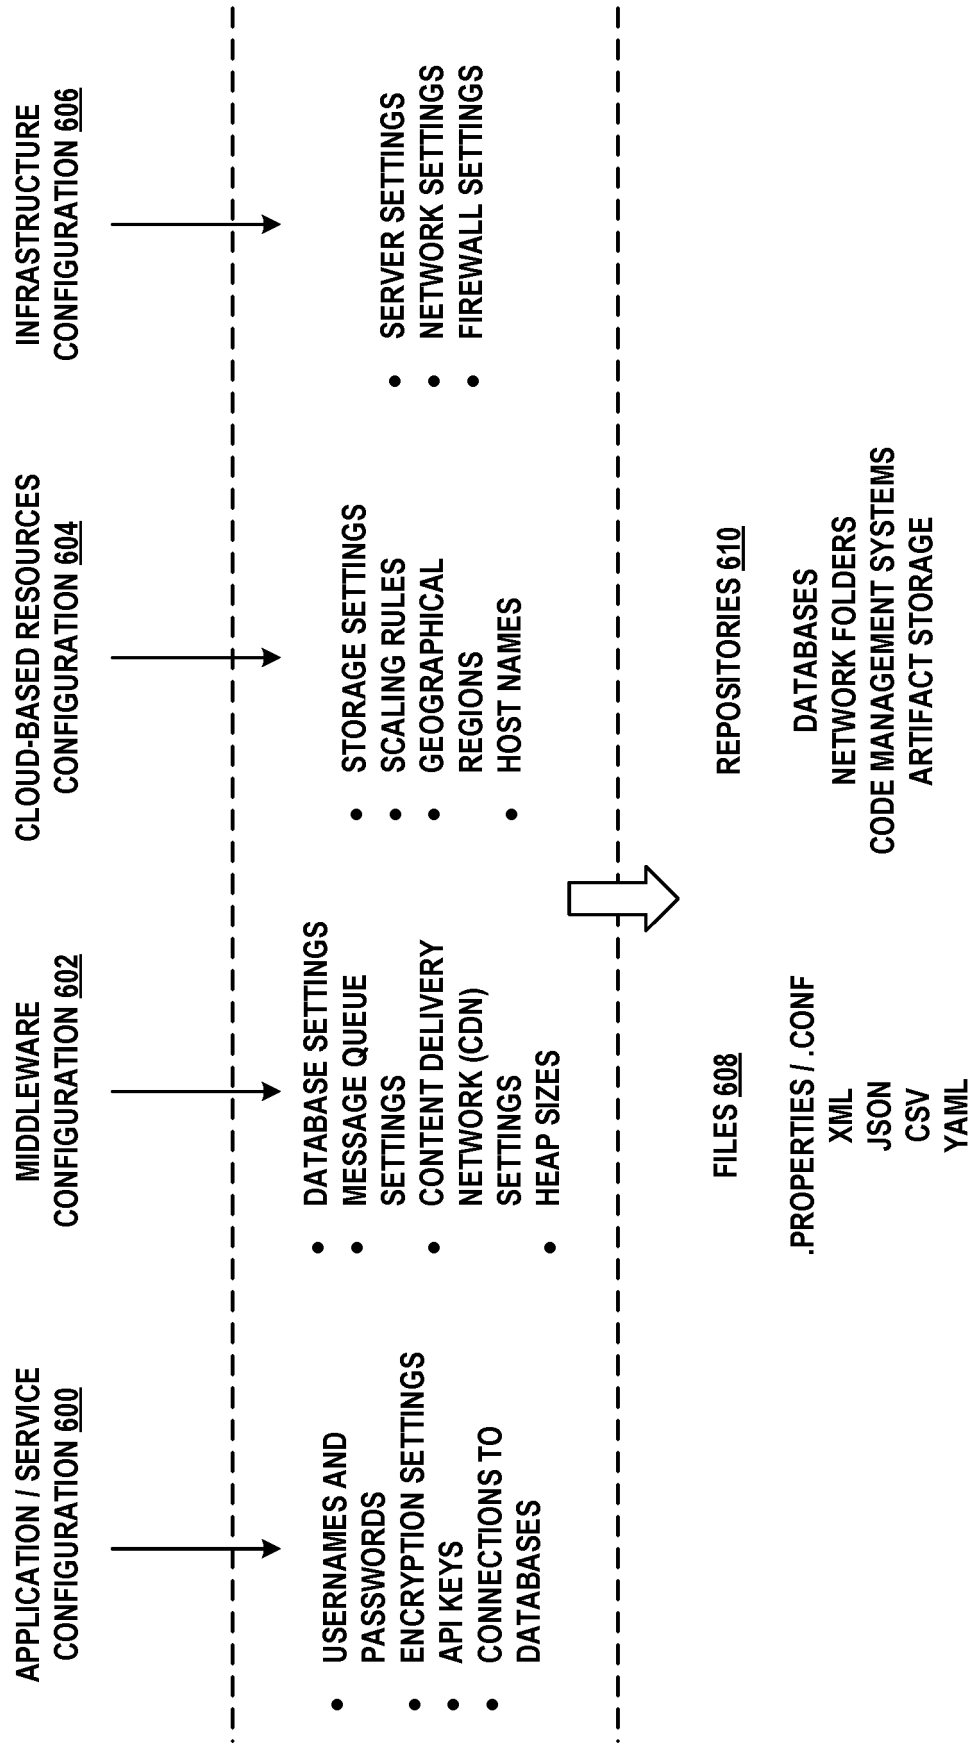 APPLICATION / SERVICE
CONFIGURATION 600
MIDDLEWARE
CONFIGURATION 602
CLOUD-BASED RESOURCES
CONFIGURATION 604
INFRASTRUCTURE
CONFIGURATION 606
• USERNAMES AND
PASSWORDS
• ENCRYPTION SETTINGS
• API KEYS
• CONNECTIONS TO
DATABASES
• DATABASE SETTINGS
• MESSAGE QUEUE
SETTINGS
• CONTENT DELIVERY
NETWORK (CDN)
SETTINGS
• HEAP SIZES
• STORAGE SETTINGS
• SCALING RULES
• GEOGRAPHICAL
REGIONS
• HOST NAMES
• SERVER SETTINGS
• NETWORK SETTINGS
• FIREWALL SETTINGS
FILES 608
.PROPERTIES / .CONF
XML
JSON
CSV
YAML
REPOSITORIES 610
DATABASES
NETWORK FOLDERS
CODE MANAGEMENT SYSTEMS
ARTIFACT STORAGE